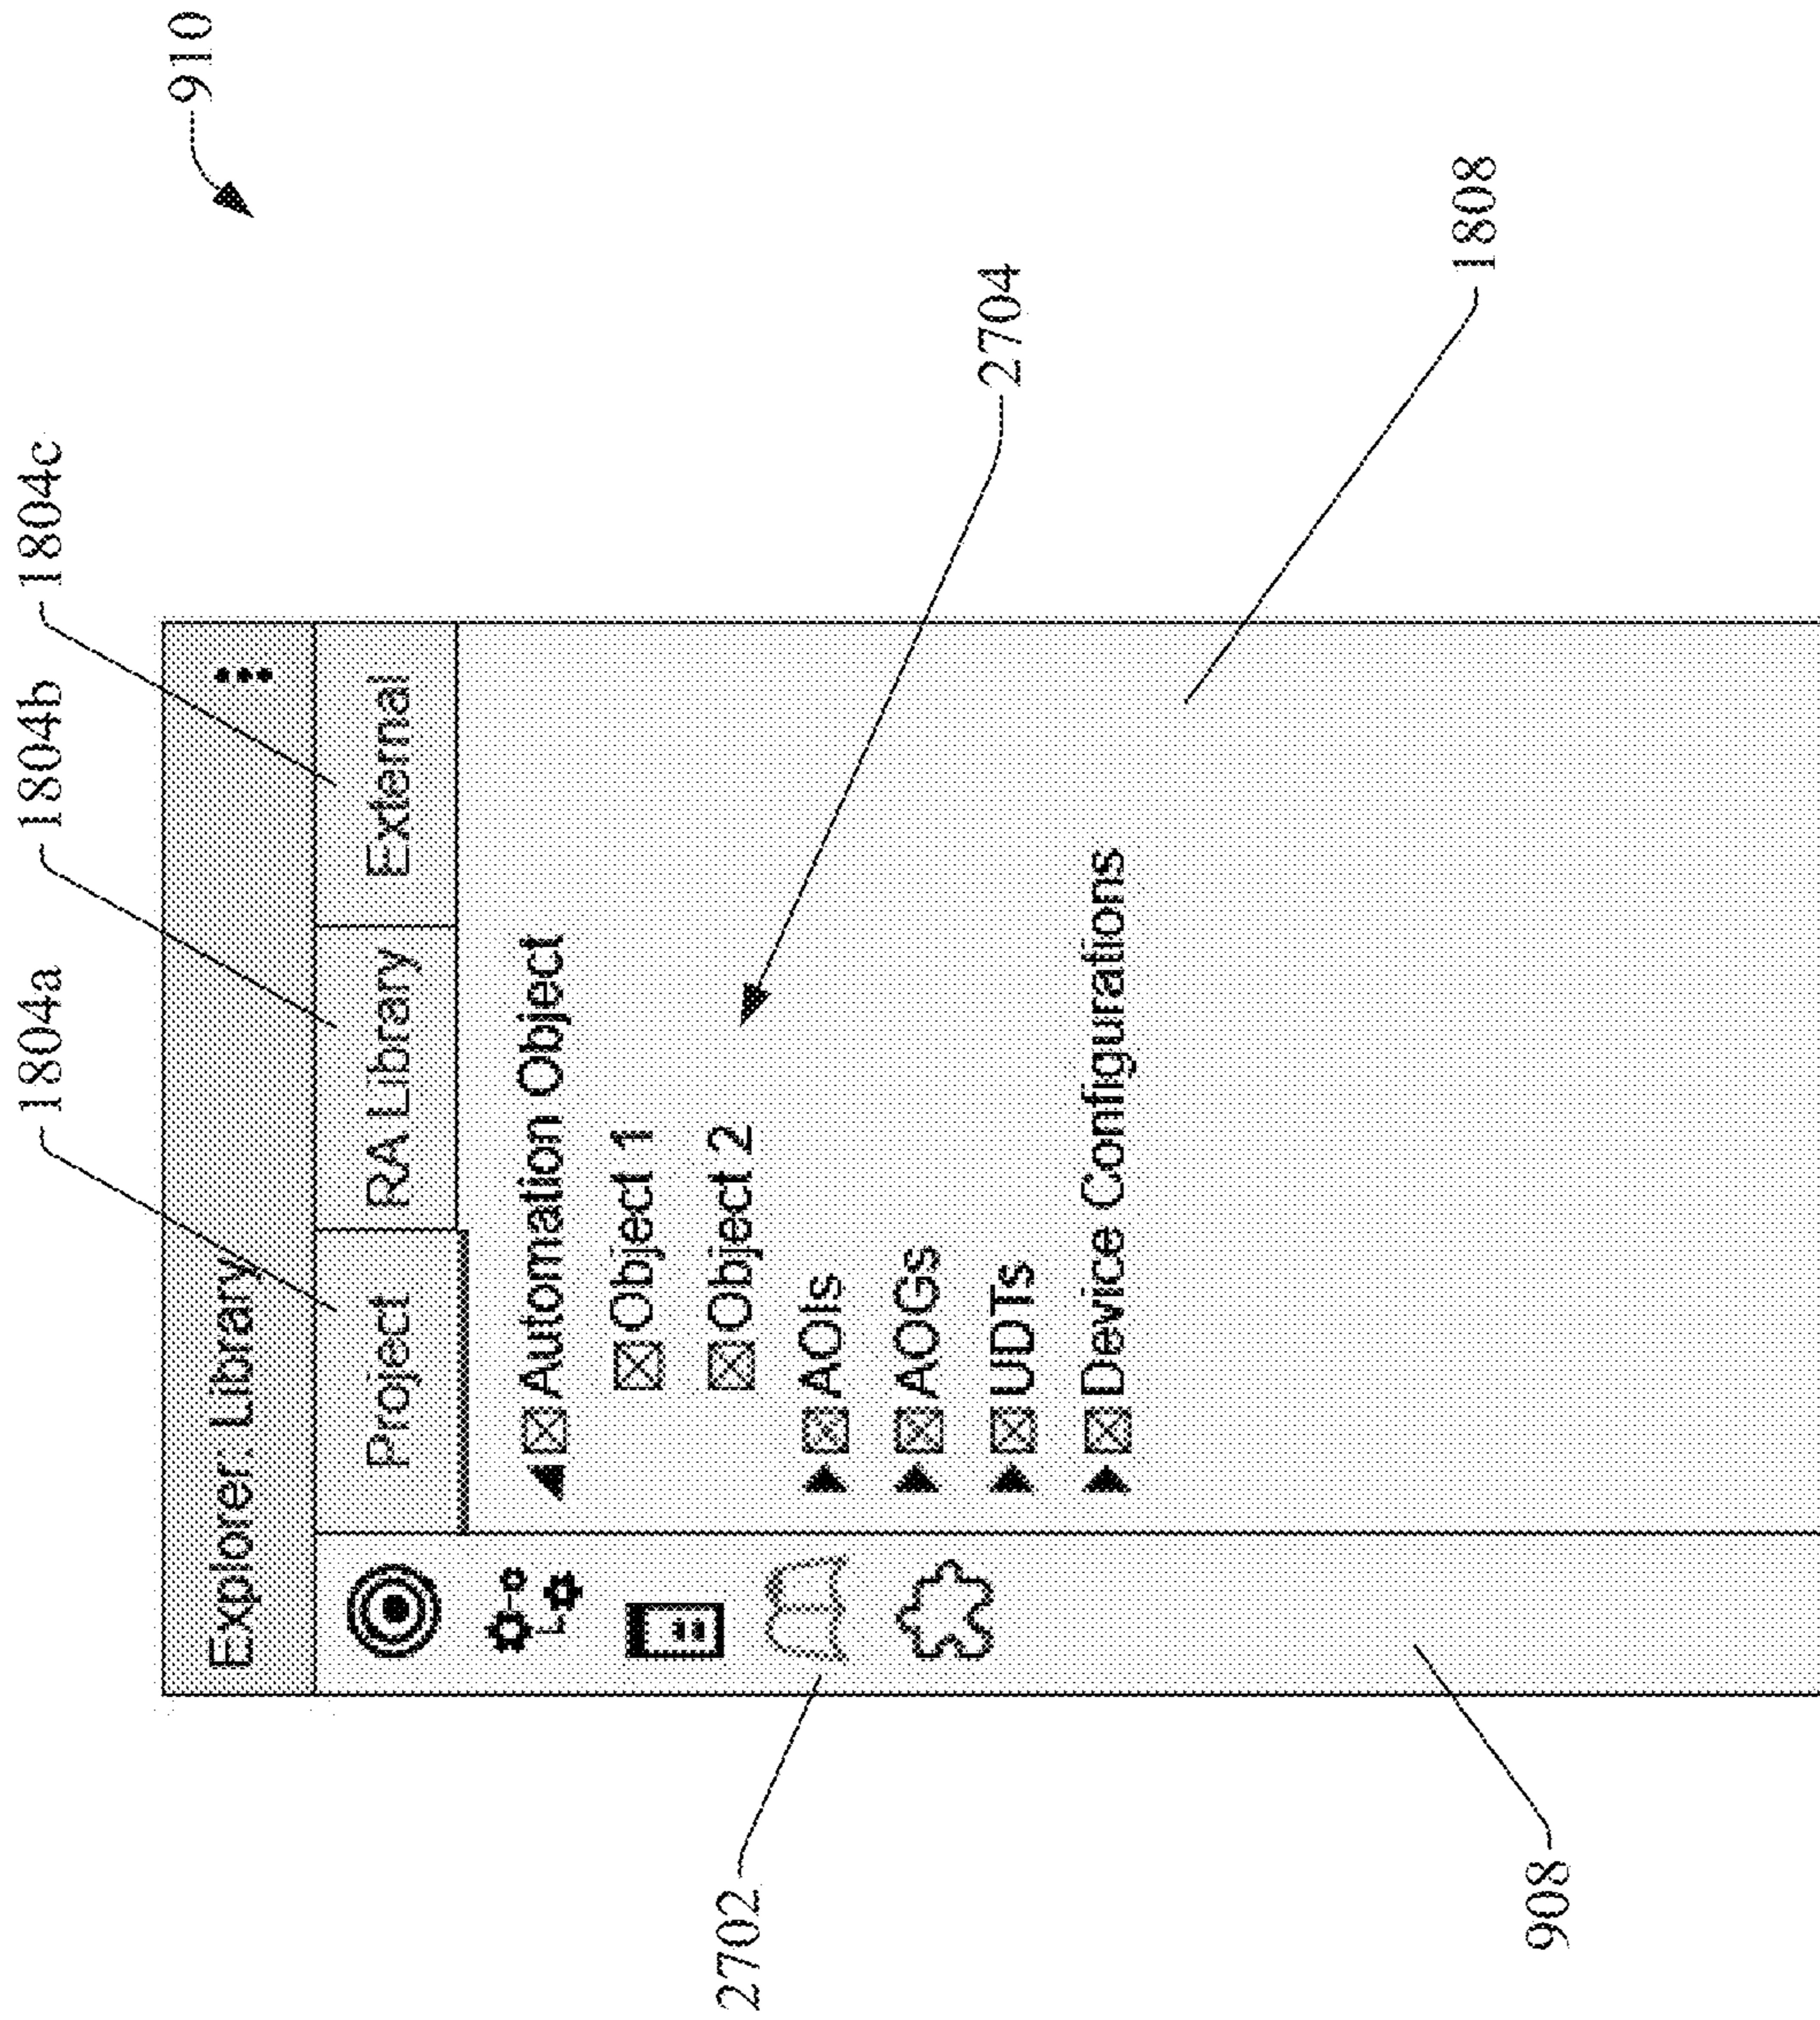 910
1804a
1804b
1804c
Explorer: Library
Project
RA Library
External
Automation Object
Object 1
Object 2
AOIs
AOGs
UDTs
Device Configurations
2702
2704
908
1808